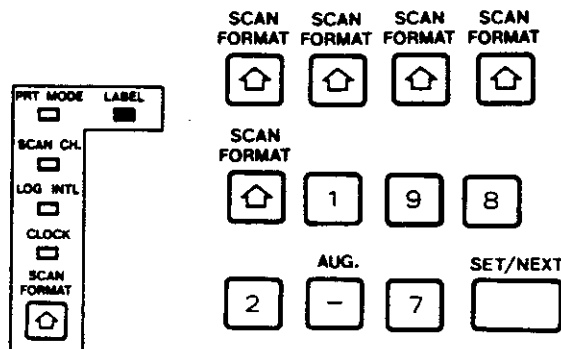 PRT MODE LABEL
SCAN CH.
LOG INTL
CLOCK
SCAN
FORMAT
SCAN SCAN SCAN SCAN
FORMAT FORMAT FORMAT FORMAT
SCAN
FORMAT
1 9 8
AUG. SET/NEXT
2 - 7